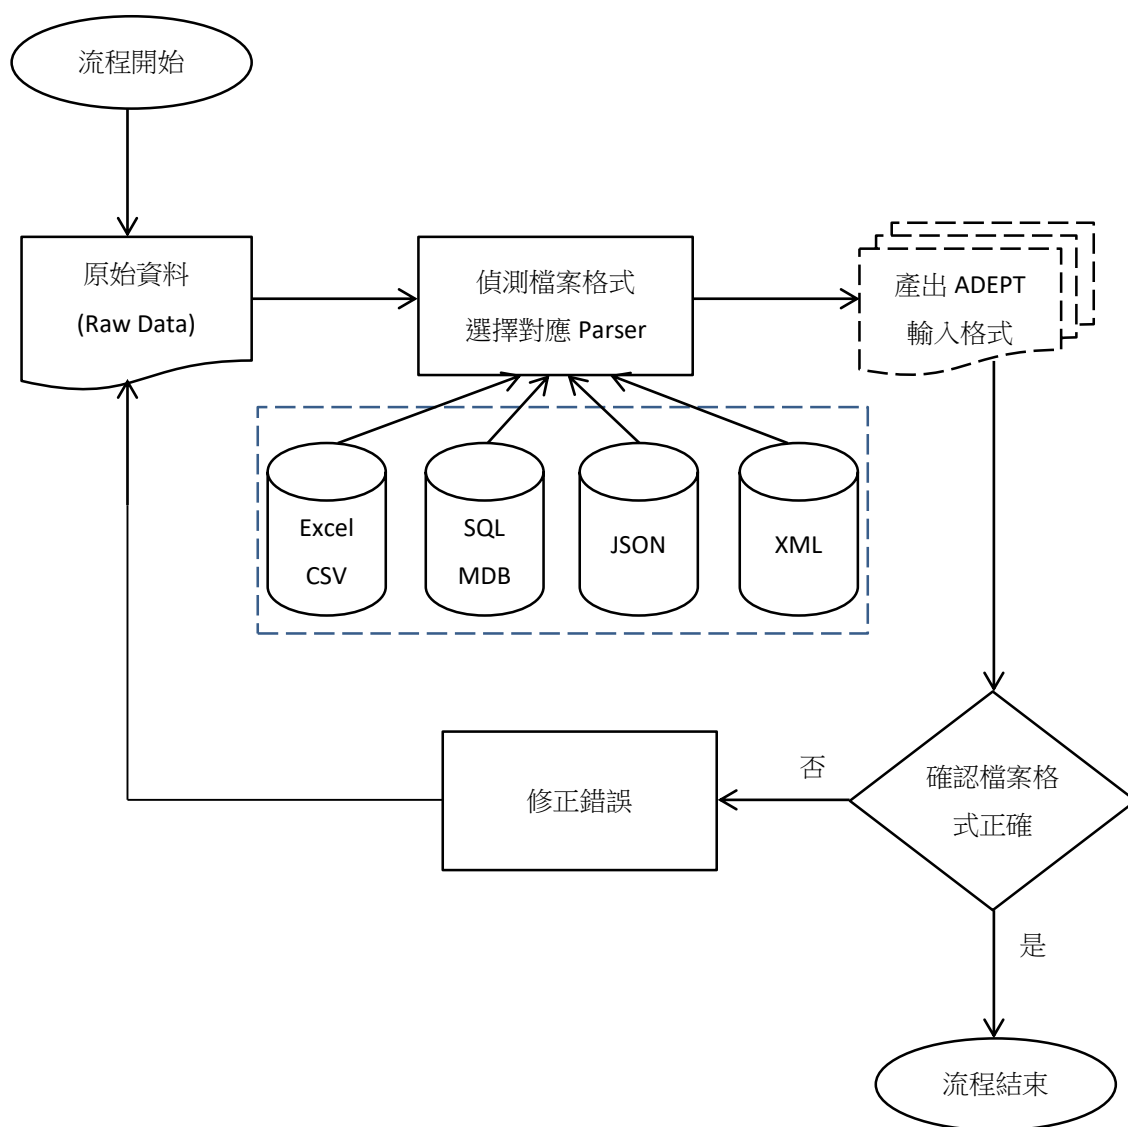 流程開始
原始資料
(Raw Data)
偵測檔案格式
選擇對應 Parser
產出 ADEPT
輸入格式
Excel
CSV
SQL
MDB
JSON
XML
否
修正錯誤
確認檔案格
式正確
是
流程結束